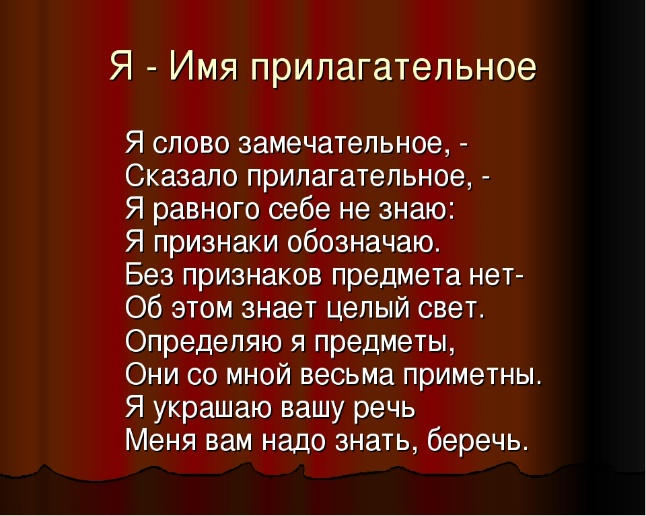 Я - Имя прилагательное
Я слово замечательное, -
Сказало прилагательное, -
Я равного себе не знаю:
Я признаки обозначаю.
Без признаков предмета нет-
Об этом знает целый свет.
Определяю я предметы,
Они со мной весьма приметны.
Я украшаю вашу речь
Меня вам надо знать, беречь.